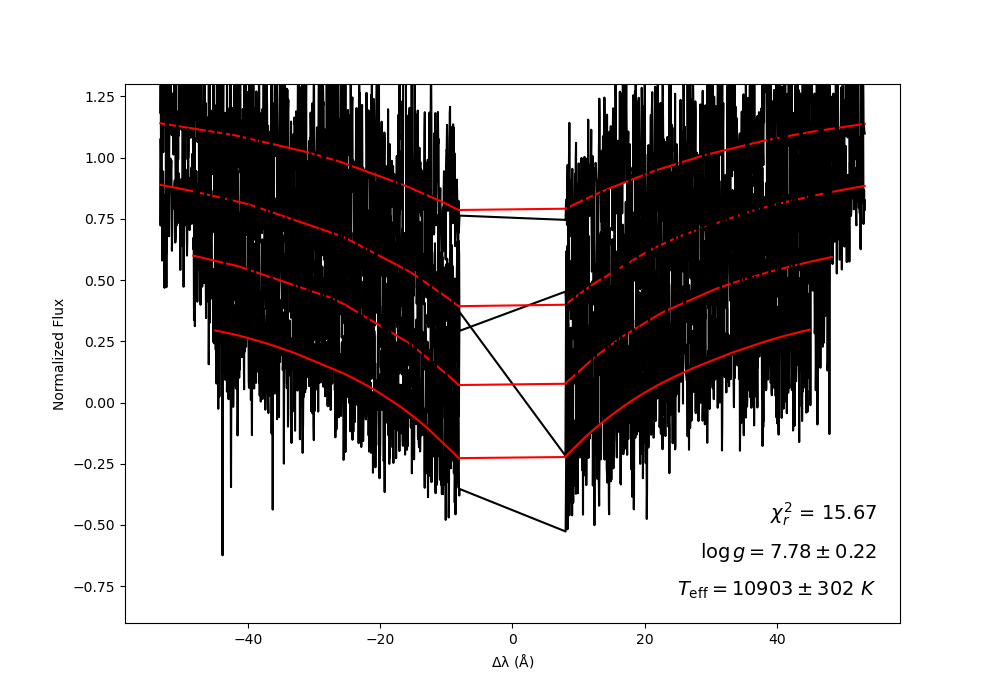 1.25
1.00
0.75
0.50
0.25
0.00
−0.25
−0.50
−0.75
Normalized Flux
χ²ᵣ = 15.67
log g = 7.78 ± 0.22
T_eff = 10903 ± 302 K
−40 −20 0 20 40
Δλ (Å)